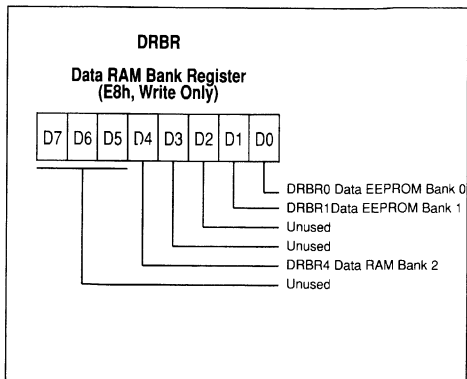 DRBR
Data RAM Bank Register
(E8h, Write Only)
D7 D6 D5 D4 D3 D2 D1 D0
DRBR0 Data EEPROM Bank 0
DRBR1Data EEPROM Bank 1
Unused
Unused
DRBR4 Data RAM Bank 2
Unused